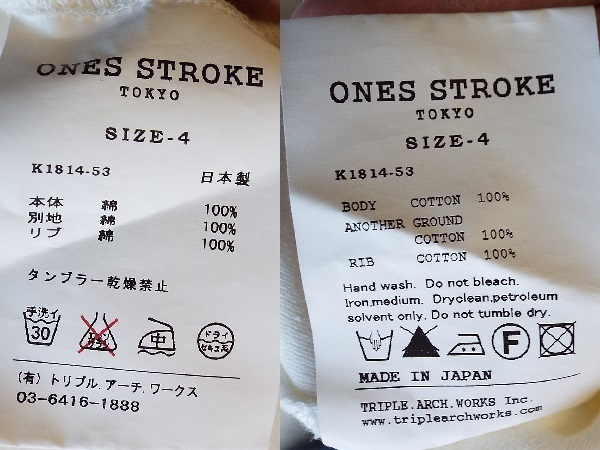 ONES STROKE
TOKYO
SIZE-4
K1814-53 日本製
本体 綿 100%
別地 綿 100%
リブ 綿 100%
タンブラー乾燥禁止
手洗イ
30
中
ドライ
セキユ系
(有)トリプル.アーチ.ワークス
03-6416-1888
ONES STROKE
TOKYO
SIZE-4
K1814-53
BODY COTTON 100%
ANOTHER GROUND
COTTON 100%
RIB COTTON 100%
Hand wash. Do not bleach.
Iron,medium. Dryclean,petroleum
solvent only. Do not tumble dry.
F
MADE IN JAPAN
TRIPLE.ARCH.WORKS Inc.
www.triplearchworks.com